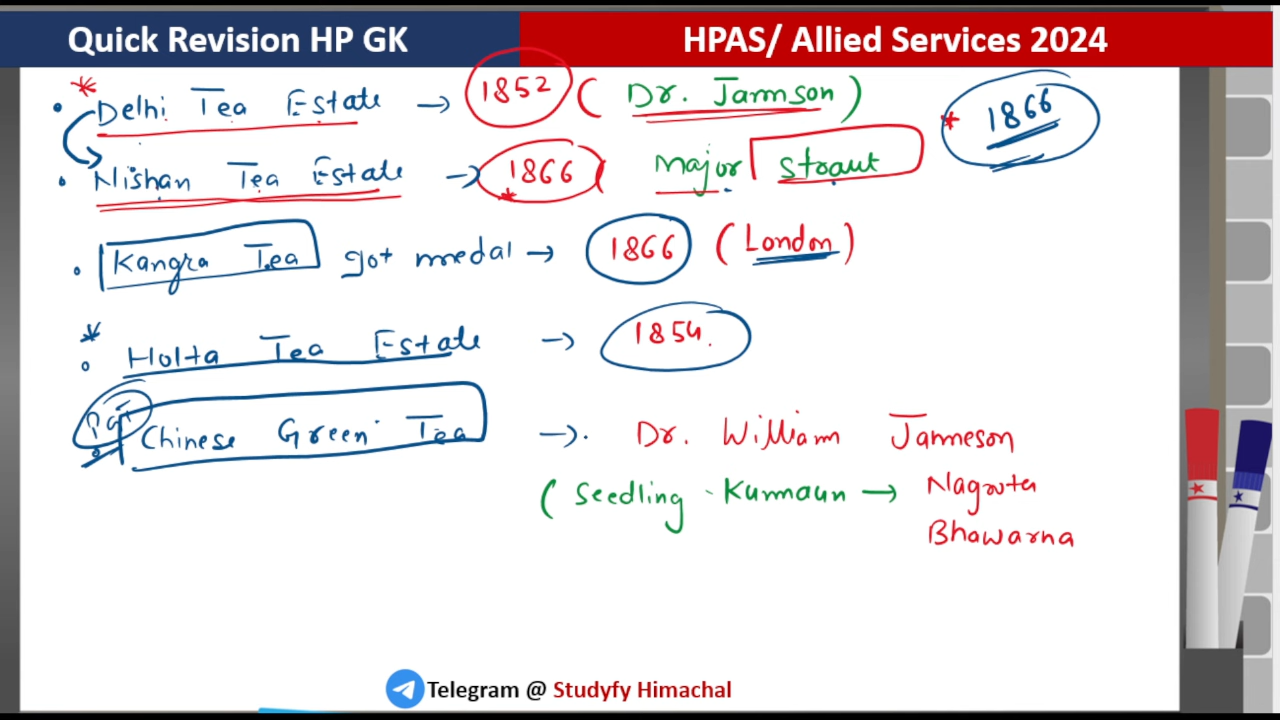 Quick Revision HP GK HPAS/ Allied Services 2024
* Delhi Tea Estate → 1852 ( Dr. Jamson ) * 1866
Nishan Tea Estate → 1866 ( Major Straut
Kangra Tea got medal → 1866 (London)
* Holta Tea Estate → 1854.
Chinese Green Tea → Dr. William Jameson
( Seedling - Kumaun → Nagrota
Bhawarna
Telegram @ Studyfy Himachal